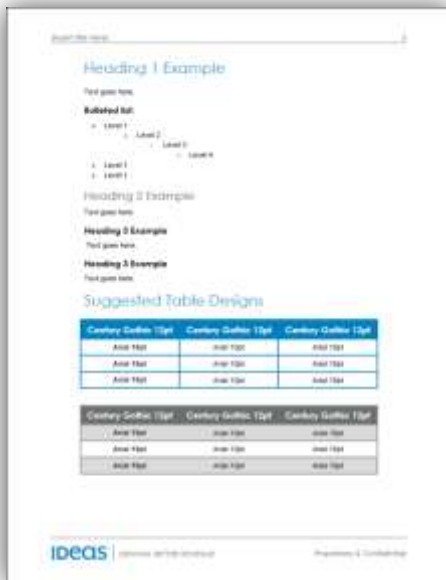 Insert title here 2
Heading 1 Example
Text goes here.
Bulleted list:
Level 1
Level 2
Level 3
Level 4
Level 1
Level 1
Heading 2 Example
Text goes here.
Heading 3 Example
Text goes here.
Heading 3 Example
Text goes here.
Suggested Table Designs
Century Gothic 12pt Century Gothic 12pt Century Gothic 12pt
Arial 10pt Arial 10pt Arial 10pt
Arial 10pt Arial 10pt Arial 10pt
Arial 10pt Arial 10pt Arial 10pt
Century Gothic 12pt Century Gothic 12pt Century Gothic 12pt
Arial 10pt Arial 10pt Arial 10pt
Arial 10pt Arial 10pt Arial 10pt
Arial 10pt Arial 10pt Arial 10pt
IDeaS Proprietary & Confidential